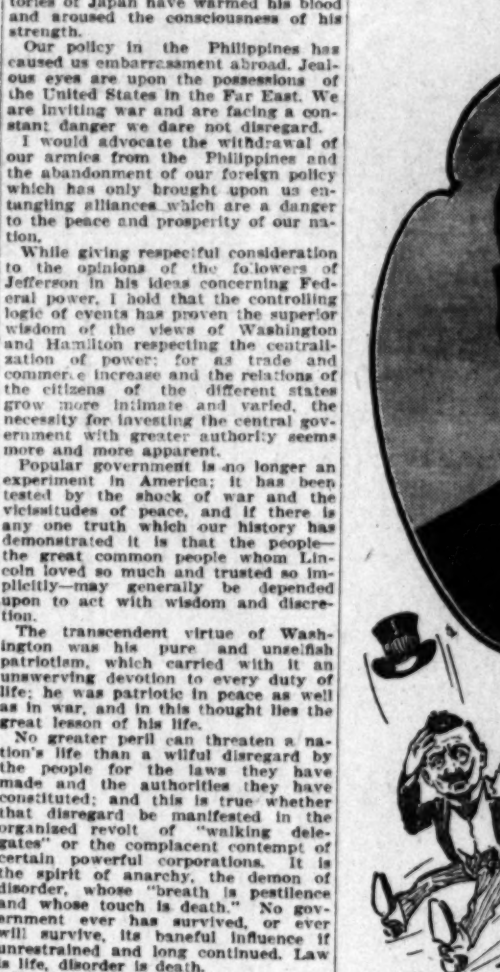 tories of Japan have warmed his blood
and aroused the consciousness of his
strength.
Our policy in the Philippines has
caused us embarrassment abroad. Jeal-
ous eyes are upon the possessions of
the United States in the Far East. We
are inviting war and are facing a con-
stant danger we dare not disregard.
I would advocate the withdrawal of
our armies from the Philippines and
the abandonment of our foreign policy
which has only brought upon us en-
tangling alliances which are a danger
to the peace and prosperity of our na-
tion.
While giving respectful consideration
to the opinions of the followers of
Jefferson in his ideas concerning Fed-
eral power, I hold that the controlling
logic of events has proven the superior
wisdom of the views of Washington
and Hamilton respecting the centrali-
zation of power; for as trade and
commerce increase and the relations of
the citizens of the different states
grow more intimate and varied, the
necessity for investing the central gov-
ernment with greater authority seems
more and more apparent.
Popular government is no longer an
experiment in America; it has been
tested by the shock of war and the
vicissitudes of peace, and if there is
any one truth which our history has
demonstrated it is that the people—
the great common people whom Lin-
coln loved so much and trusted so im-
plicitly—may generally be depended
upon to act with wisdom and discre-
tion.
The transcendent virtue of Wash-
ington was his pure and unselfish
patriotism, which carried with it an
unswerving devotion to every duty of
life; he was patriotic in peace as well
as in war, and in this thought lies the
great lesson of his life.
No greater peril can threaten a na-
tion's life than a wilful disregard by
the people for the laws they have
made and the authorities they have
constituted; and this is true whether
that disregard be manifested in the
organized revolt of "walking dele-
gates" or the complacent contempt of
certain powerful corporations. It is
the spirit of anarchy, the demon of
disorder, whose "breath is pestilence
and whose touch is death." No gov-
ernment ever has survived, or ever
will survive, its baneful influence if
unrestrained and long continued. Law
is life, disorder is death.